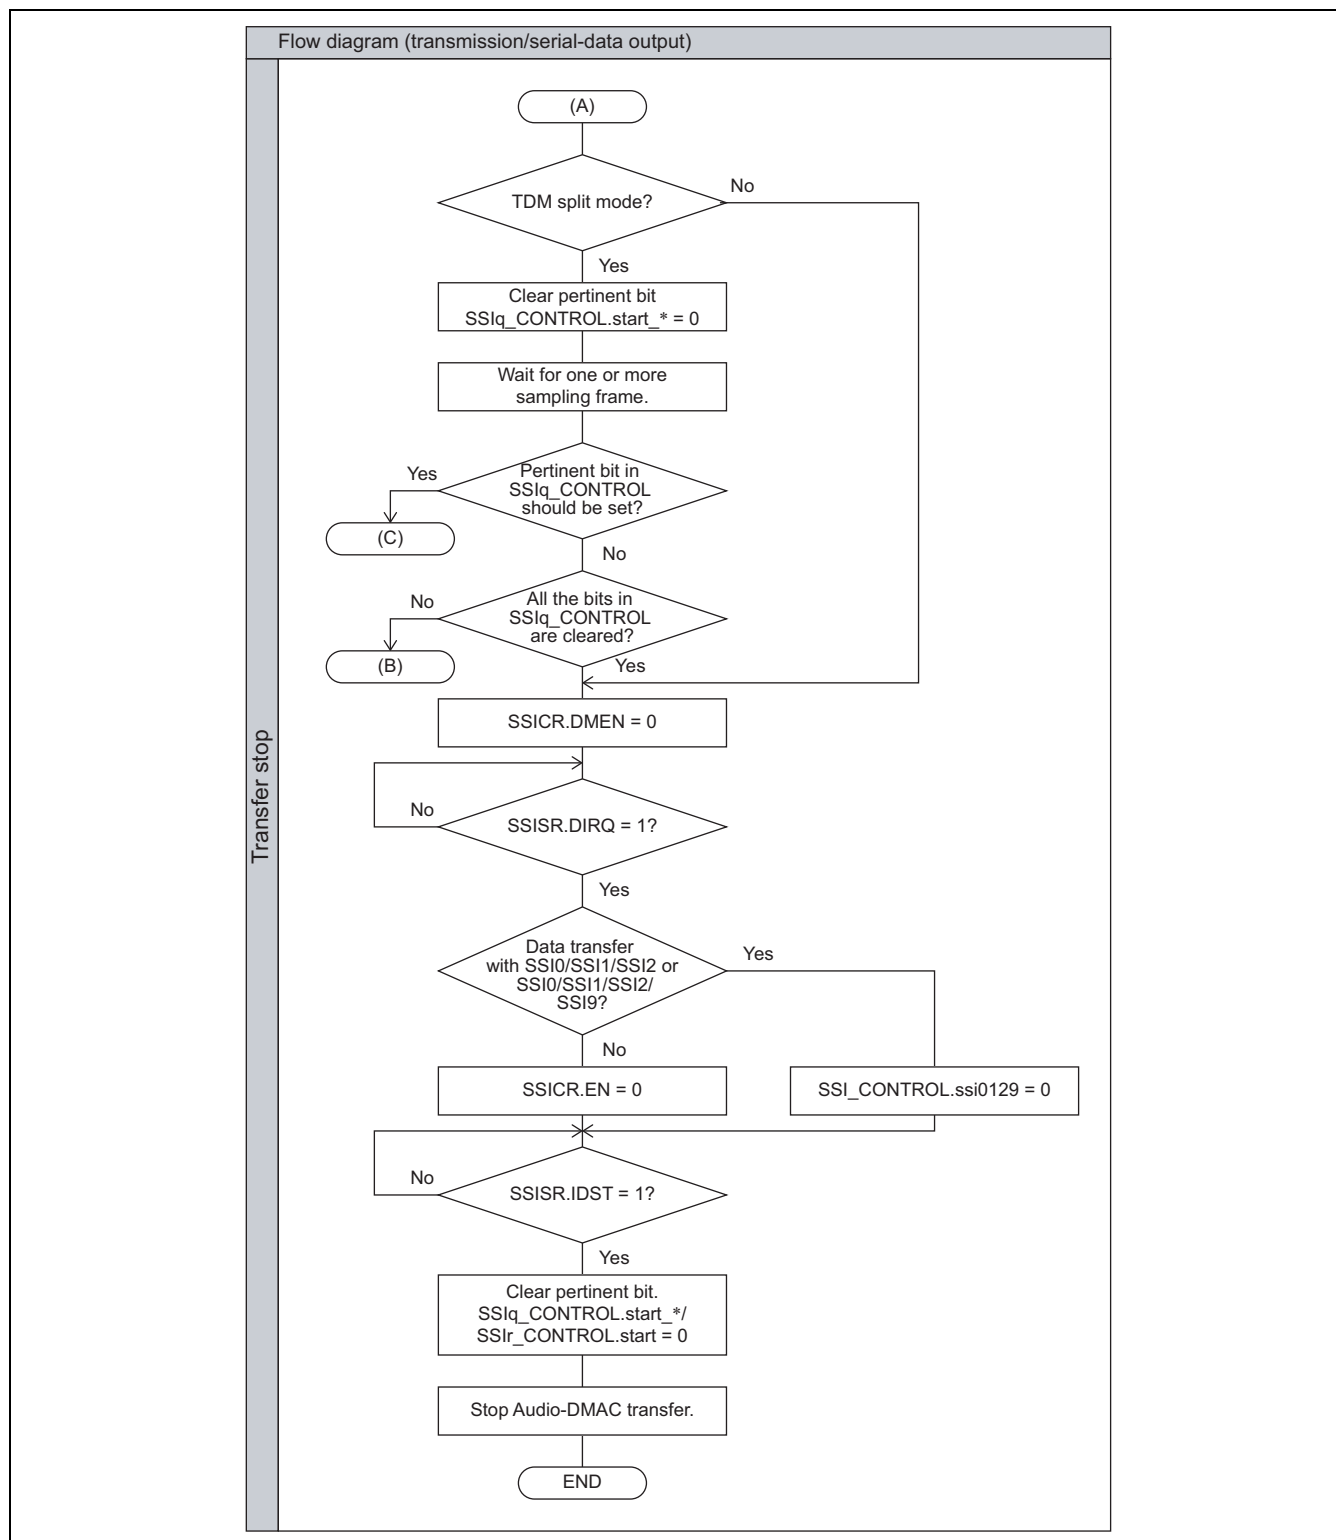 Flow diagram (transmission/serial-data output)
Transfer stop
(A)
TDM split mode?
No
Yes
Clear pertinent bit
SSIq_CONTROL.start_* = 0
Wait for one or more
sampling frame.
Yes
Pertinent bit in
SSIq_CONTROL
should be set?
(C)
No
No
All the bits in
SSIq_CONTROL
are cleared?
(B)
Yes
SSICR.DMEN = 0
No
SSISR.DIRQ = 1?
Yes
Data transfer
with SSI0/SSI1/SSI2 or
SSI0/SSI1/SSI2/
SSI9?
Yes
No
SSICR.EN = 0
SSI_CONTROL.ssi0129 = 0
No
SSISR.IDST = 1?
Yes
Clear pertinent bit.
SSIq_CONTROL.start_*/
SSIr_CONTROL.start = 0
Stop Audio-DMAC transfer.
END